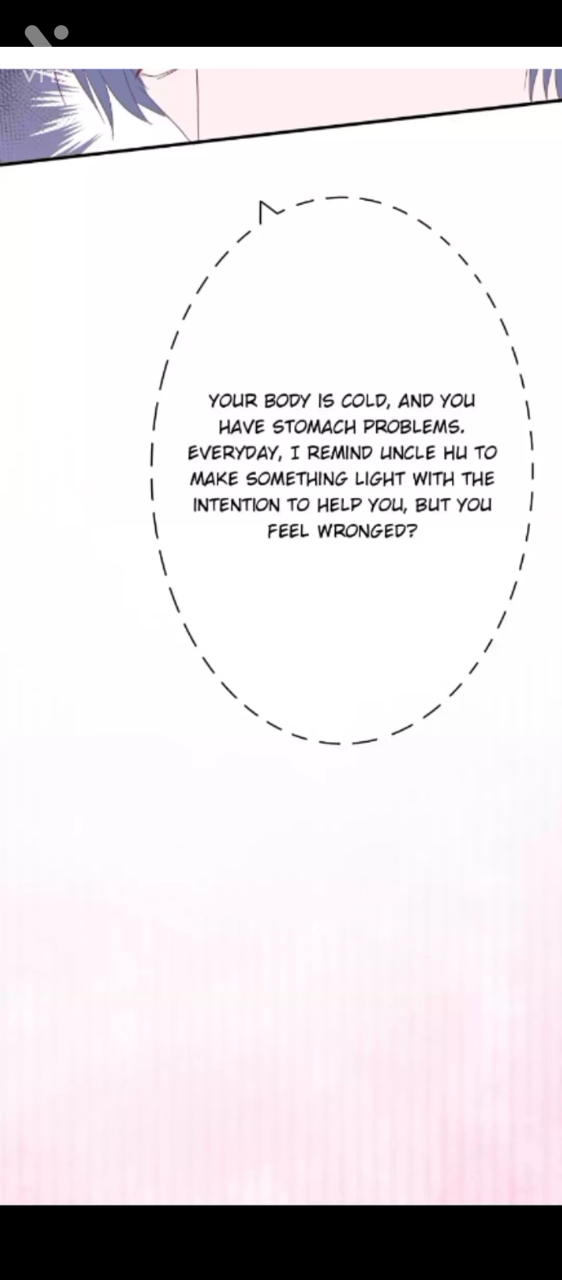 YOUR BODY IS COLD, AND YOU
HAVE STOMACH PROBLEMS.
EVERYDAY, I REMIND UNCLE HU TO
MAKE SOMETHING LIGHT WITH THE
INTENTION TO HELP YOU, BUT YOU
FEEL WRONGED?